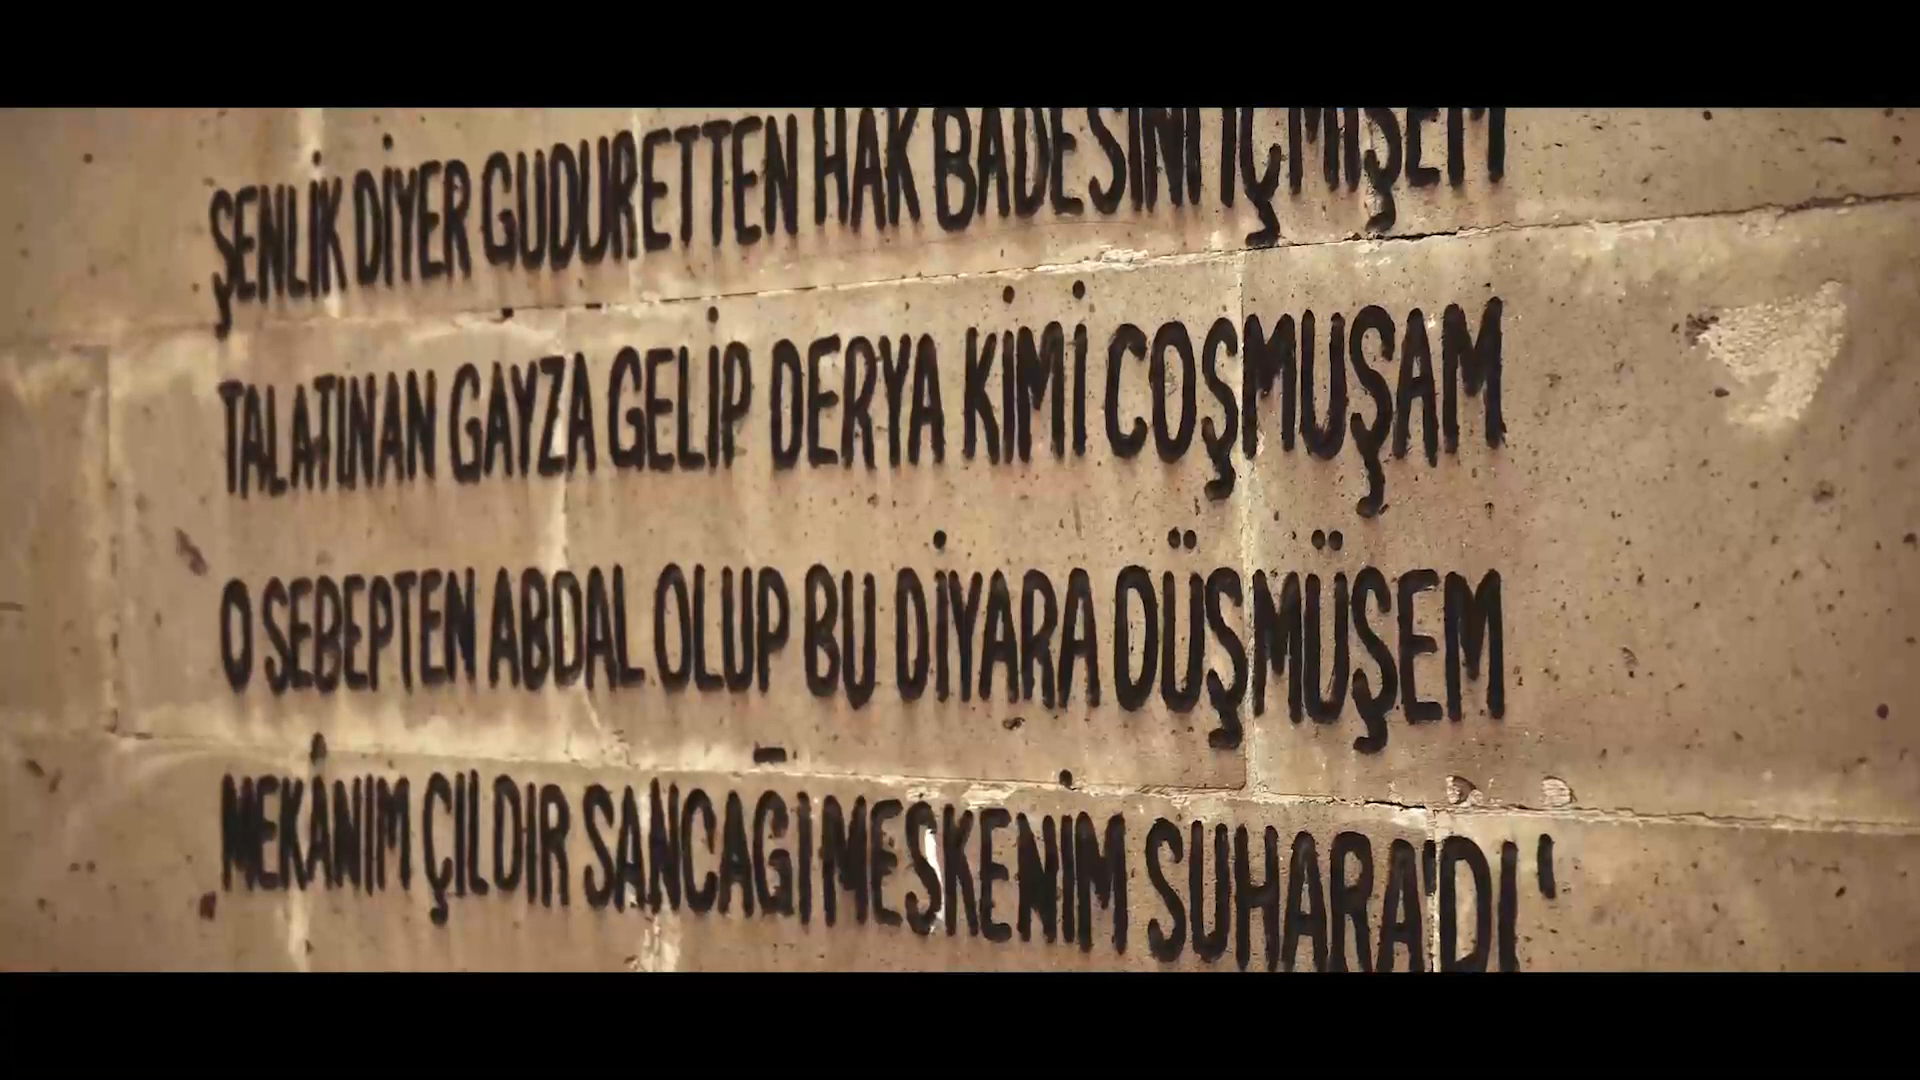 ŞENLİK DİYER GUDURETTEN HAK BADESİNİ İÇMİŞEM
TALATINAN GAYZA GELİP DERYA KİMİ COŞMUŞAM
O SEBEPTEN ABDAL OLUP BU DİYARA DÜŞMÜŞEM
MEKÂNIM ÇILDIR SANCAĞI MESKENİM SUHARA'DI'